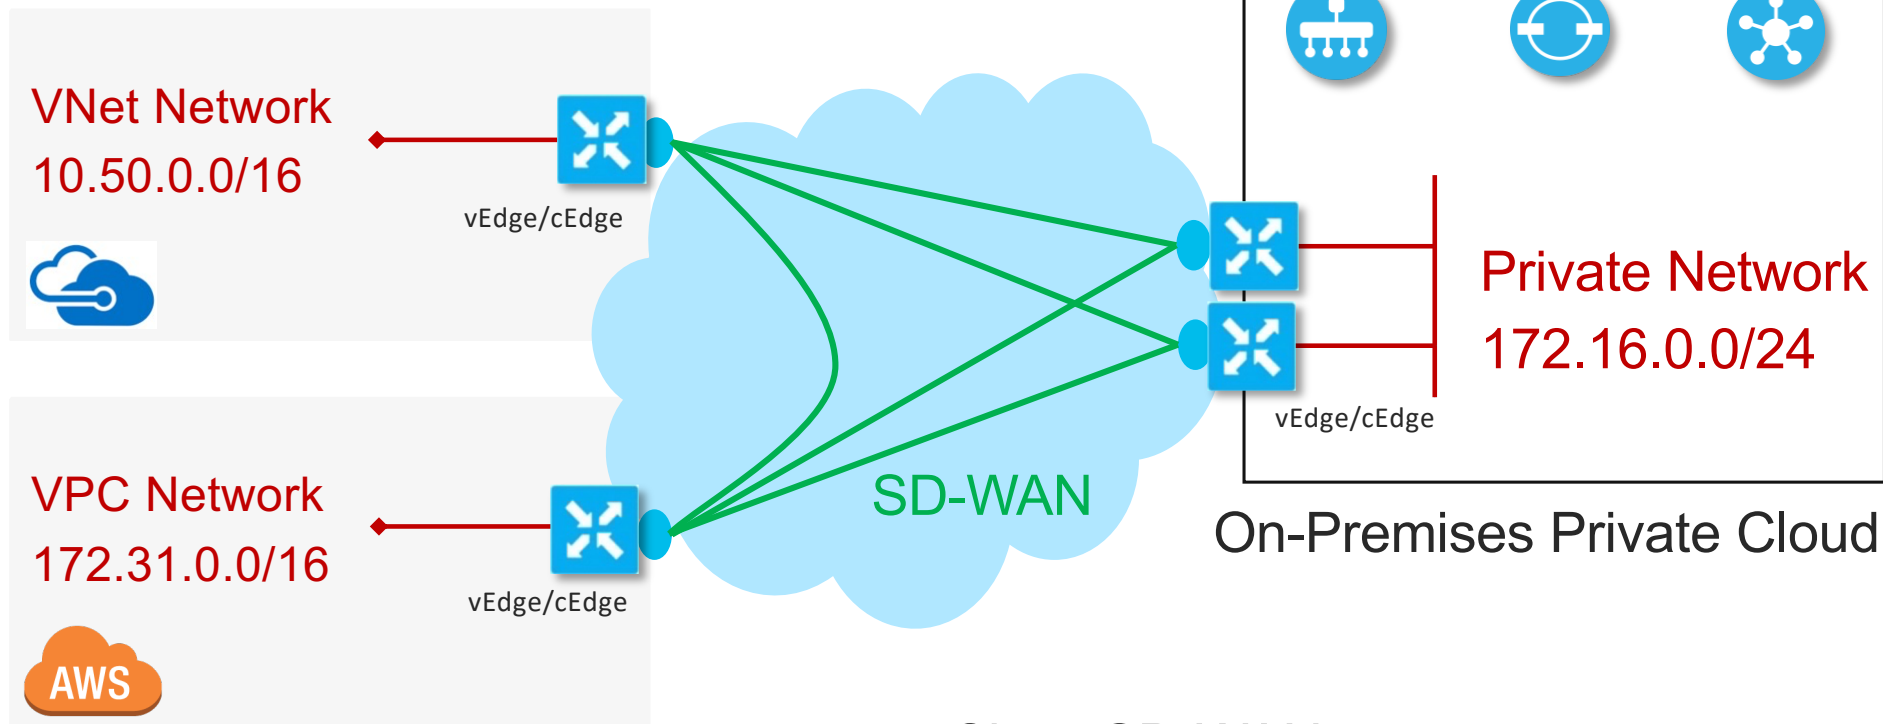 VNet Network
10.50.0.0/16
vEdge/cEdge
VPC Network
172.31.0.0/16
vEdge/cEdge
AWS
SD-WAN
Private Network
172.16.0.0/24
vEdge/cEdge
On-Premises Private Cloud